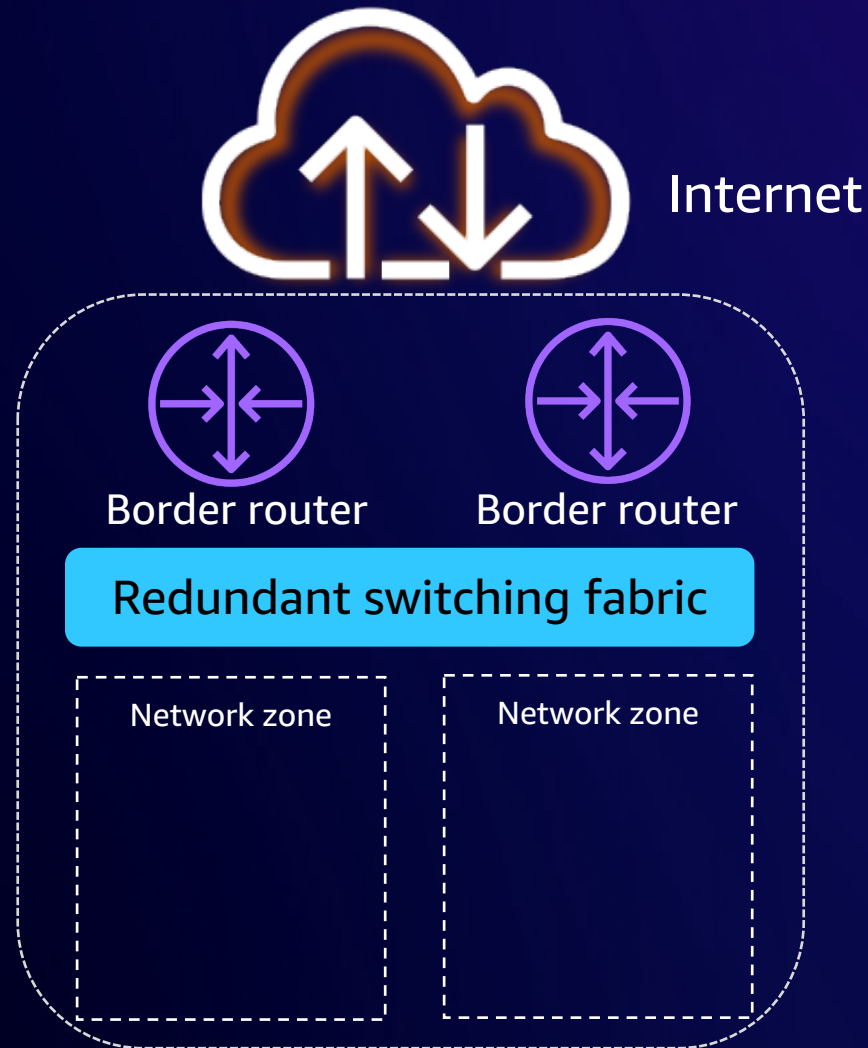 Internet
Border router
Border router
Redundant switching fabric
Network zone
Network zone